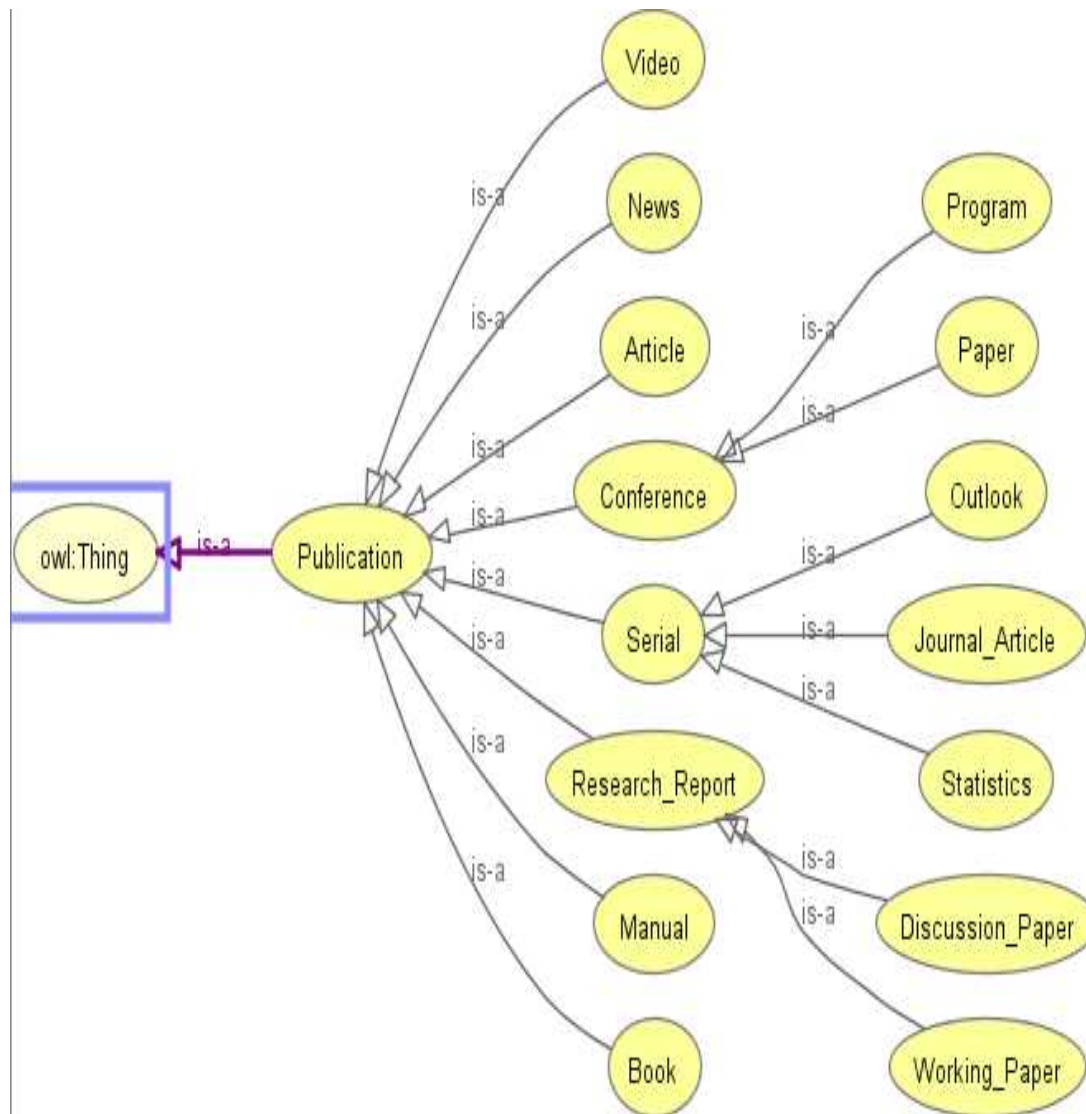 Video
is-a
News
Program
is-a
is-a
Article
Paper
is-a
is-a
Conference
Outlook
is-a
owl:Thing
is-a
Publication
is-a
is-a
Serial
is-a
Journal_Article
is-a
is-a
Research_Report
Statistics
is-a
is-a
is-a
is-a
Manual
Discussion_Paper
Book
Working_Paper